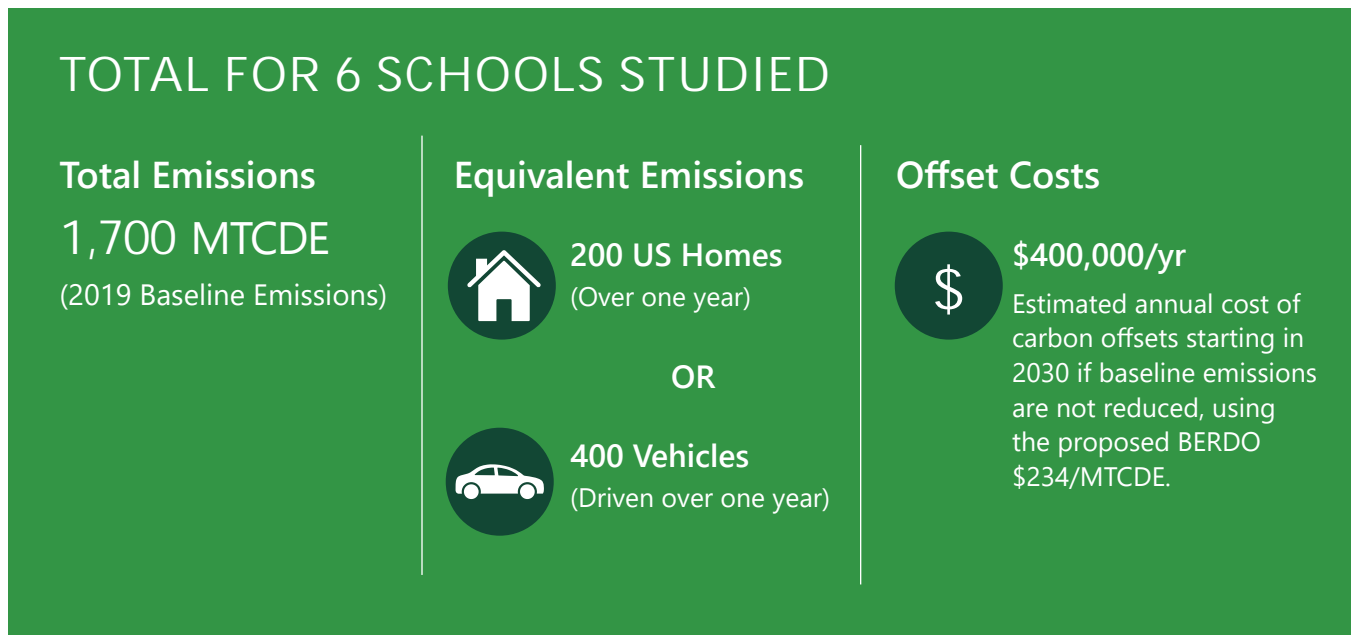 TOTAL FOR 6 SCHOOLS STUDIED
Total Emissions
1,700 MTCDE
(2019 Baseline Emissions)
Equivalent Emissions
200 US Homes
(Over one year)
OR
400 Vehicles
(Driven over one year)
Offset Costs
$
$400,000/yr
Estimated annual cost of
carbon offsets starting in
2030 if baseline emissions
are not reduced, using
the proposed BERDO
$234/MTCDE.